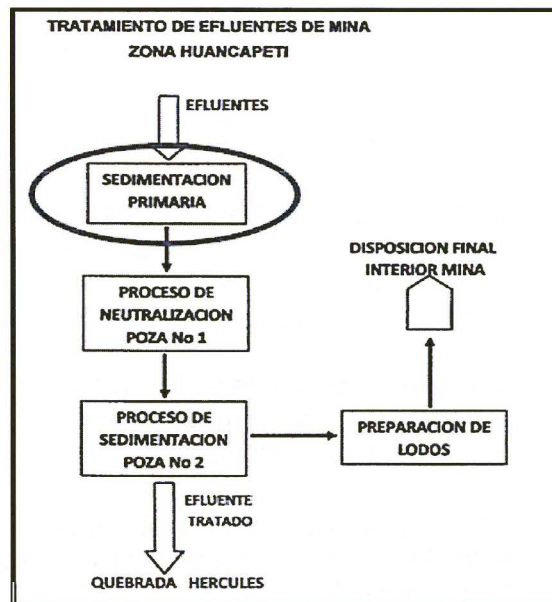 TRATAMIENTO DE EFLUENTES DE MINA
ZONA HUANCAPETI
EFLUENTES
SEDIMENTACION
PRIMARIA
DISPOSICION FINAL
INTERIOR MINA
PROCESO DE
NEUTRALIZACION
POZA No 1
PROCESO DE
SEDIMENTACION
POZA No 2
PREPARACION DE
LODOS
EFLUENTE
TRATADO
QUEBRADA HERCULES